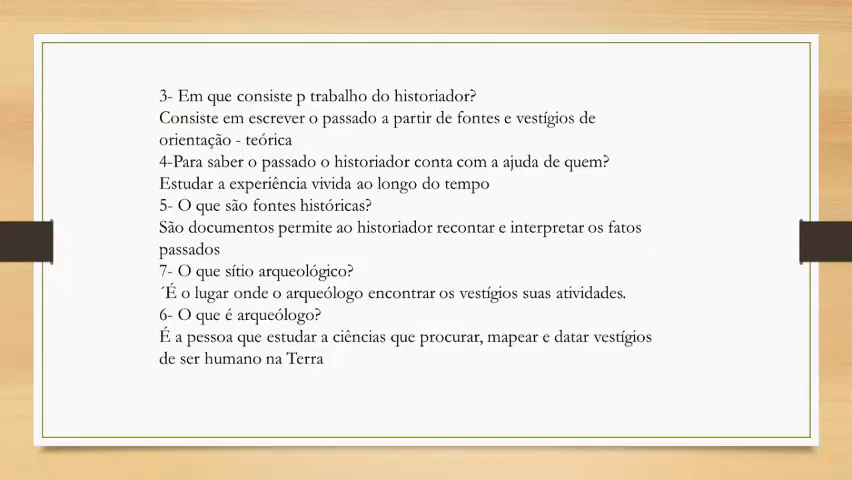 3- Em que consiste p trabalho do historiador?
Consiste em escrever o passado a partir de fontes e vestígios de
orientação - teórica
4-Para saber o passado o historiador conta com a ajuda de quem?
Estudar a experiência vivida ao longo do tempo
5- O que são fontes históricas?
São documentos permite ao historiador recontar e interpretar os fatos
passados
7- O que sítio arqueológico?
´É o lugar onde o arqueólogo encontrar os vestígios suas atividades.
6- O que é arqueólogo?
É a pessoa que estudar a ciências que procurar, mapear e datar vestígios
de ser humano na Terra